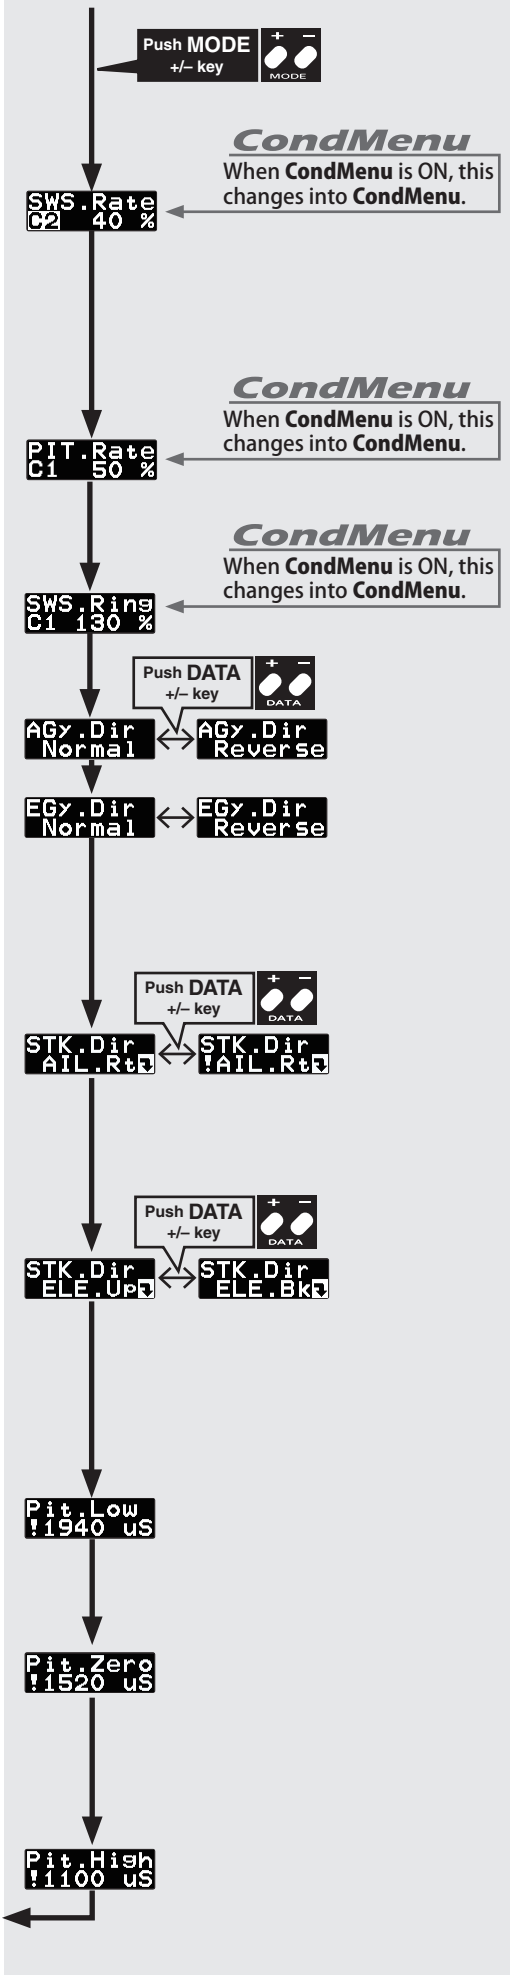 Push MODE
+/– key
+ –
MODE
CondMenu
When CondMenu is ON, this
changes into CondMenu.
SWS.Rate
C2 40 %
CondMenu
When CondMenu is ON, this
changes into CondMenu.
PIT.Rate
C1 50 %
CondMenu
When CondMenu is ON, this
changes into CondMenu.
SWS.Ring
C1 130 %
Push DATA
+/– key
+ –
DATA
AGy.Dir
Normal
AGy.Dir
Reverse
EGy.Dir
Normal
EGy.Dir
Reverse
Push DATA
+/– key
+ –
DATA
STK.Dir
AIL.Rt
STK.Dir
!AIL.Rt
Push DATA
+/– key
+ –
DATA
STK.Dir
ELE.Up
STK.Dir
ELE.Bk
Pit.Low
!1940 uS
Pit.Zero
!1520 uS
Pit.High
!1100 uS